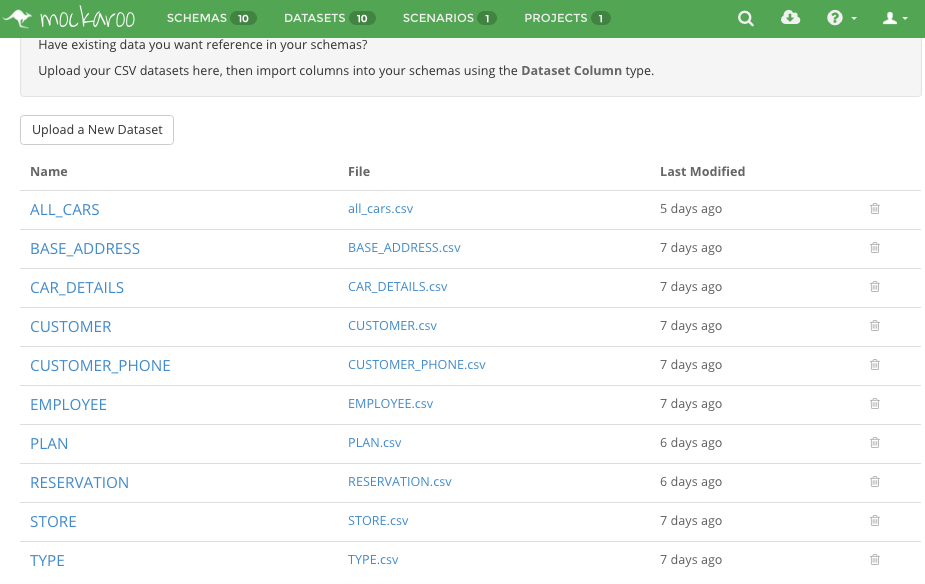 mockaroo SCHEMAS 10 DATASETS 10 SCENARIOS 1 PROJECTS 1
Have existing data you want reference in your schemas?
Upload your CSV datasets here, then import columns into your schemas using the Dataset Column type.
Upload a New Dataset
Name File Last Modified
ALL_CARS all_cars.csv 5 days ago
BASE_ADDRESS BASE_ADDRESS.csv 7 days ago
CAR_DETAILS CAR_DETAILS.csv 7 days ago
CUSTOMER CUSTOMER.csv 7 days ago
CUSTOMER_PHONE CUSTOMER_PHONE.csv 7 days ago
EMPLOYEE EMPLOYEE.csv 7 days ago
PLAN PLAN.csv 6 days ago
RESERVATION RESERVATION.csv 6 days ago
STORE STORE.csv 7 days ago
TYPE TYPE.csv 7 days ago